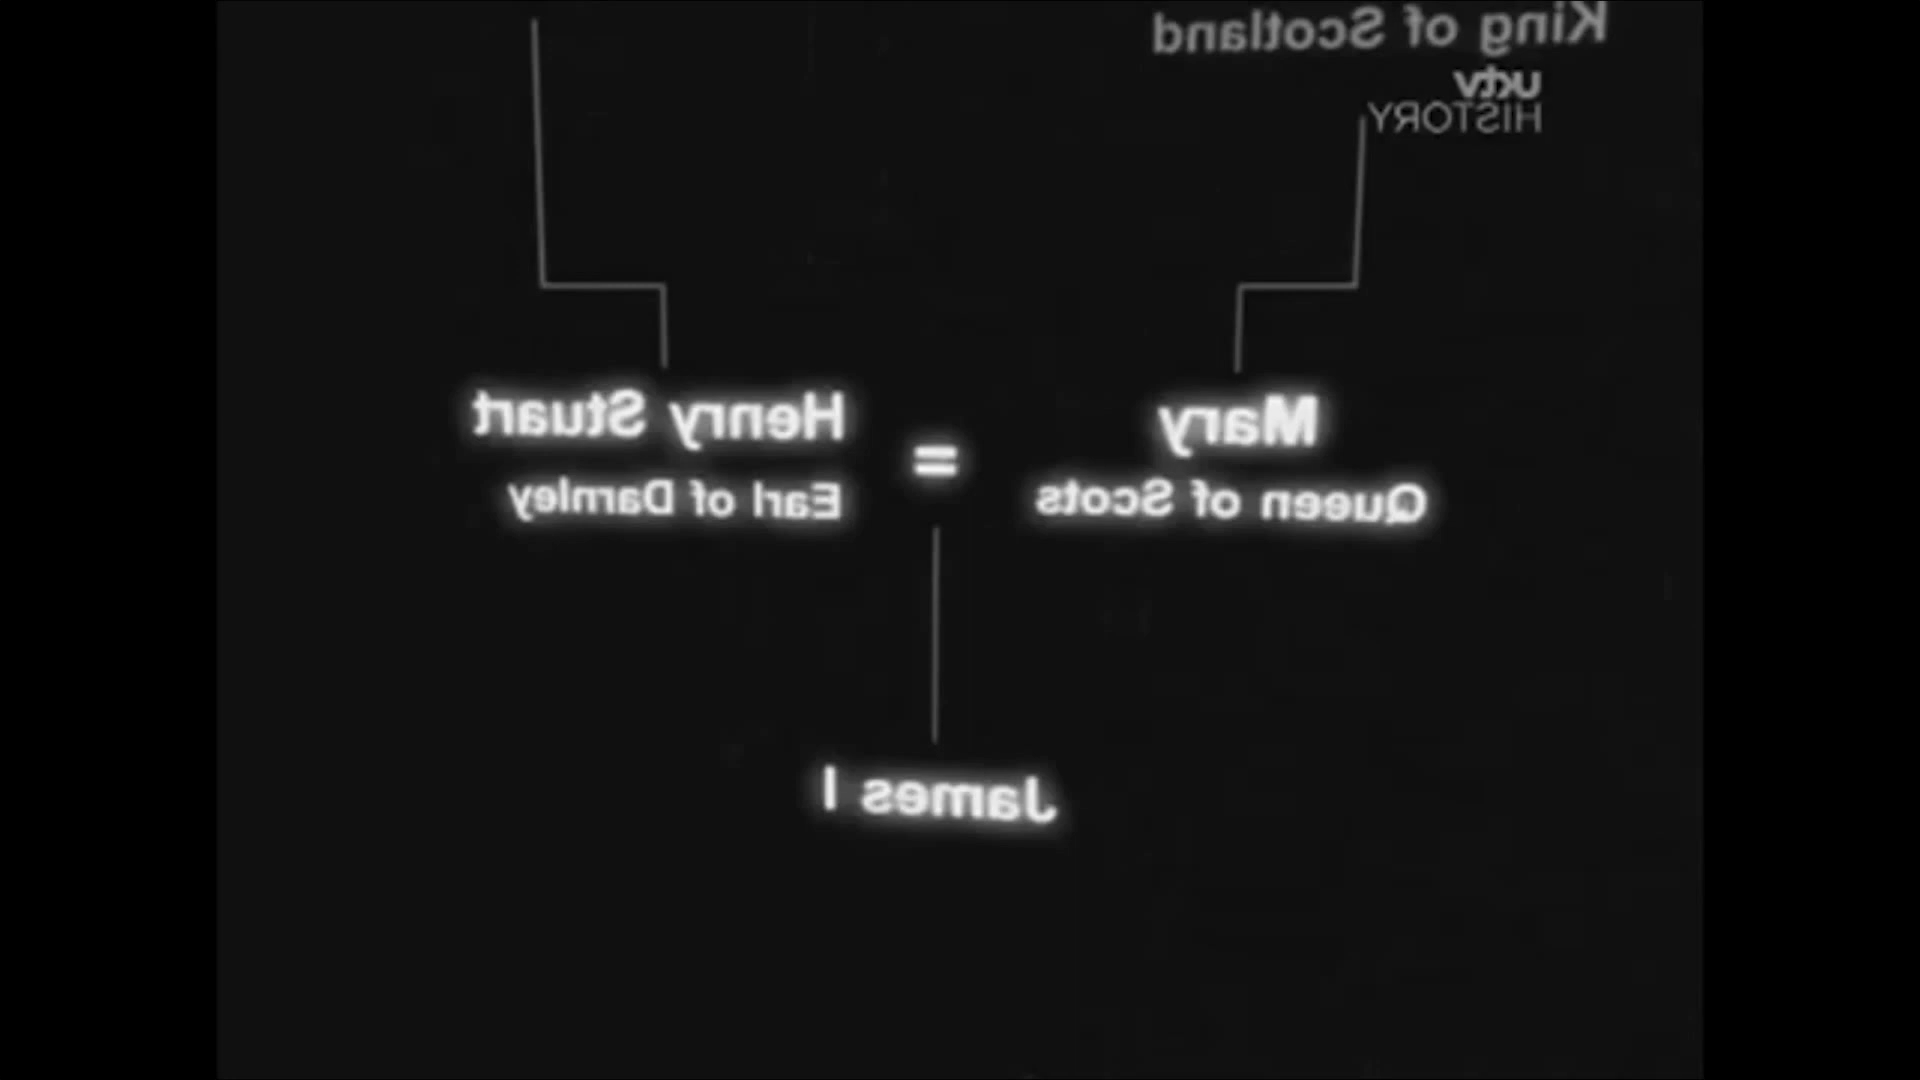 King of Scotland
uktv
HISTORY
Mary
Queen of Scots
=
Henry Stuart
Earl of Darnley
James I